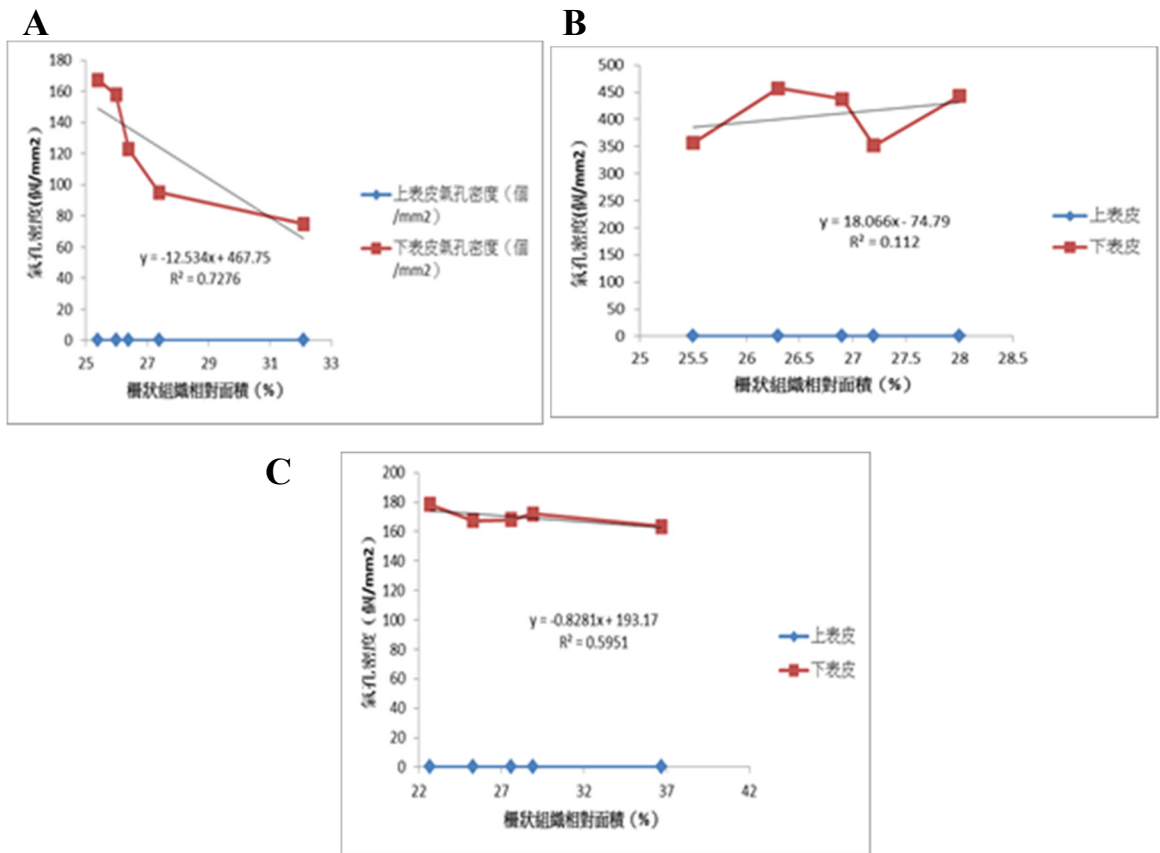 A
180
160
140
120
100
80
60
40
20
0
25
27
29
31
33
氣孔密度(個/mm2)
柵狀組織相對面積（%）
y = -12.534x + 467.75
R² = 0.7276
上表皮氣孔密度（個
/mm2）
下表皮氣孔密度（個
/mm2）
B
500
450
400
350
300
250
200
150
100
50
0
25
25.5
26
26.5
27
27.5
28
28.5
氣孔密度(個/mm2)
柵狀組織相對面積（%）
y = 18.066x - 74.79
R² = 0.112
上表皮
下表皮
C
200
180
160
140
120
100
80
60
40
20
0
22
27
32
37
42
氣孔密度（個/mm2）
柵狀組織相對面積（%）
y = -0.8281x + 193.17
R² = 0.5951
上表皮
下表皮